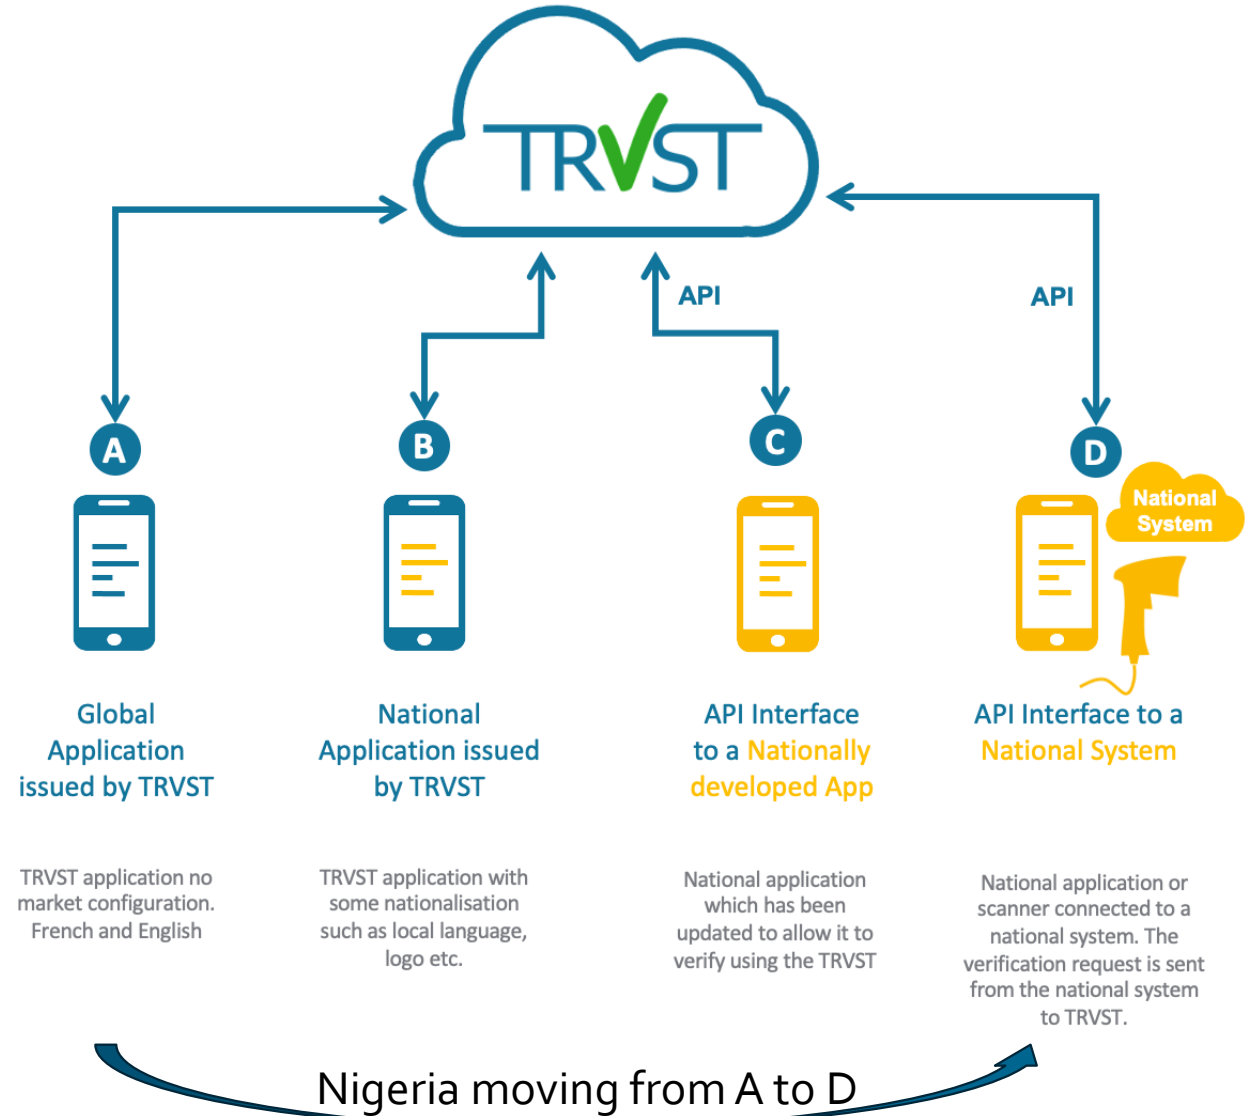 TRVST
API
API
A
B
C
D
National
System
Global
Application
issued by TRVST
National
Application issued
by TRVST
API Interface
to a Nationally
developed App
API Interface to a
National System
TRVST application no
market configuration.
French and English
TRVST application with
some nationalisation
such as local language,
logo etc.
National application
which has been
updated to allow it to
verify using the TRVST
National application or
scanner connected to a
national system. The
verification request is sent
from the national system
to TRVST.
Nigeria moving from A to D